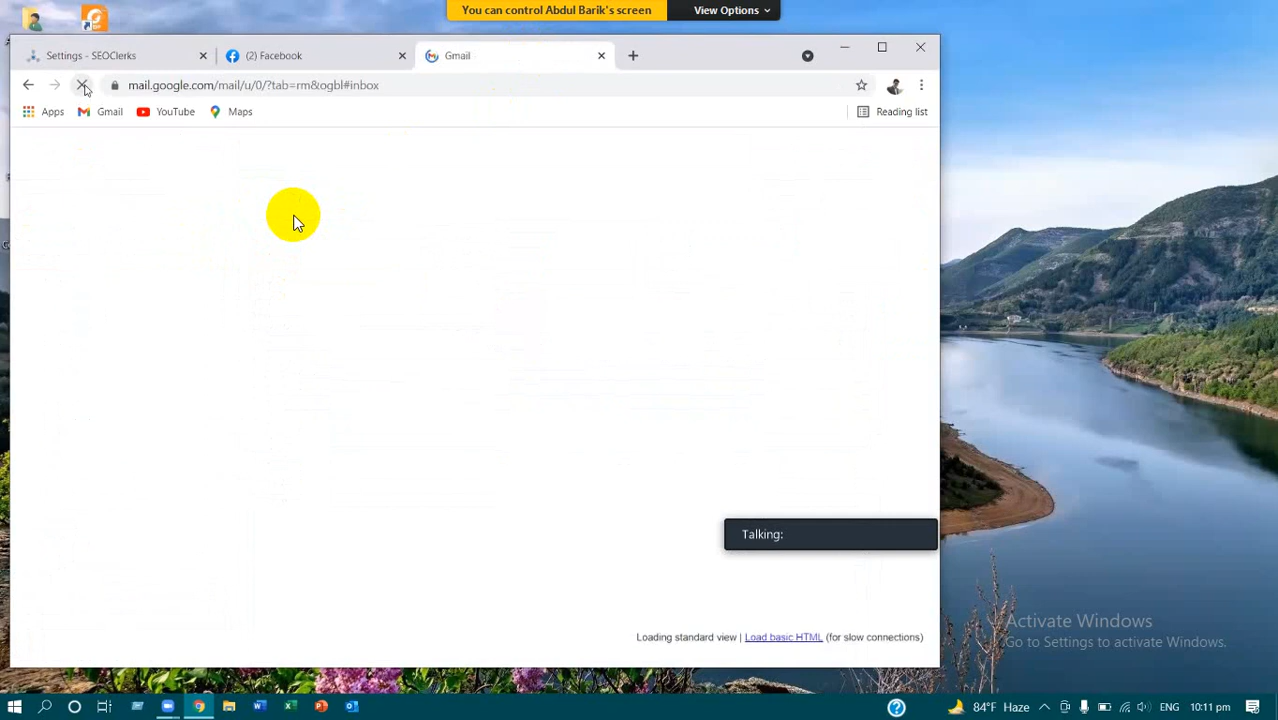 You can control Abdul Barik's screen
View Options
Settings - SEOClerks
(2) Facebook
Gmail
mail.google.com/mail/u/0/?tab=rm&ogbl#inbox
Apps
Gmail
YouTube
Maps
Reading list
Talking:
Loading standard view | Load basic HTML (for slow connections)
Activate Windows
Go to Settings to activate Windows.
84°F Haze
ENG
10:11 pm